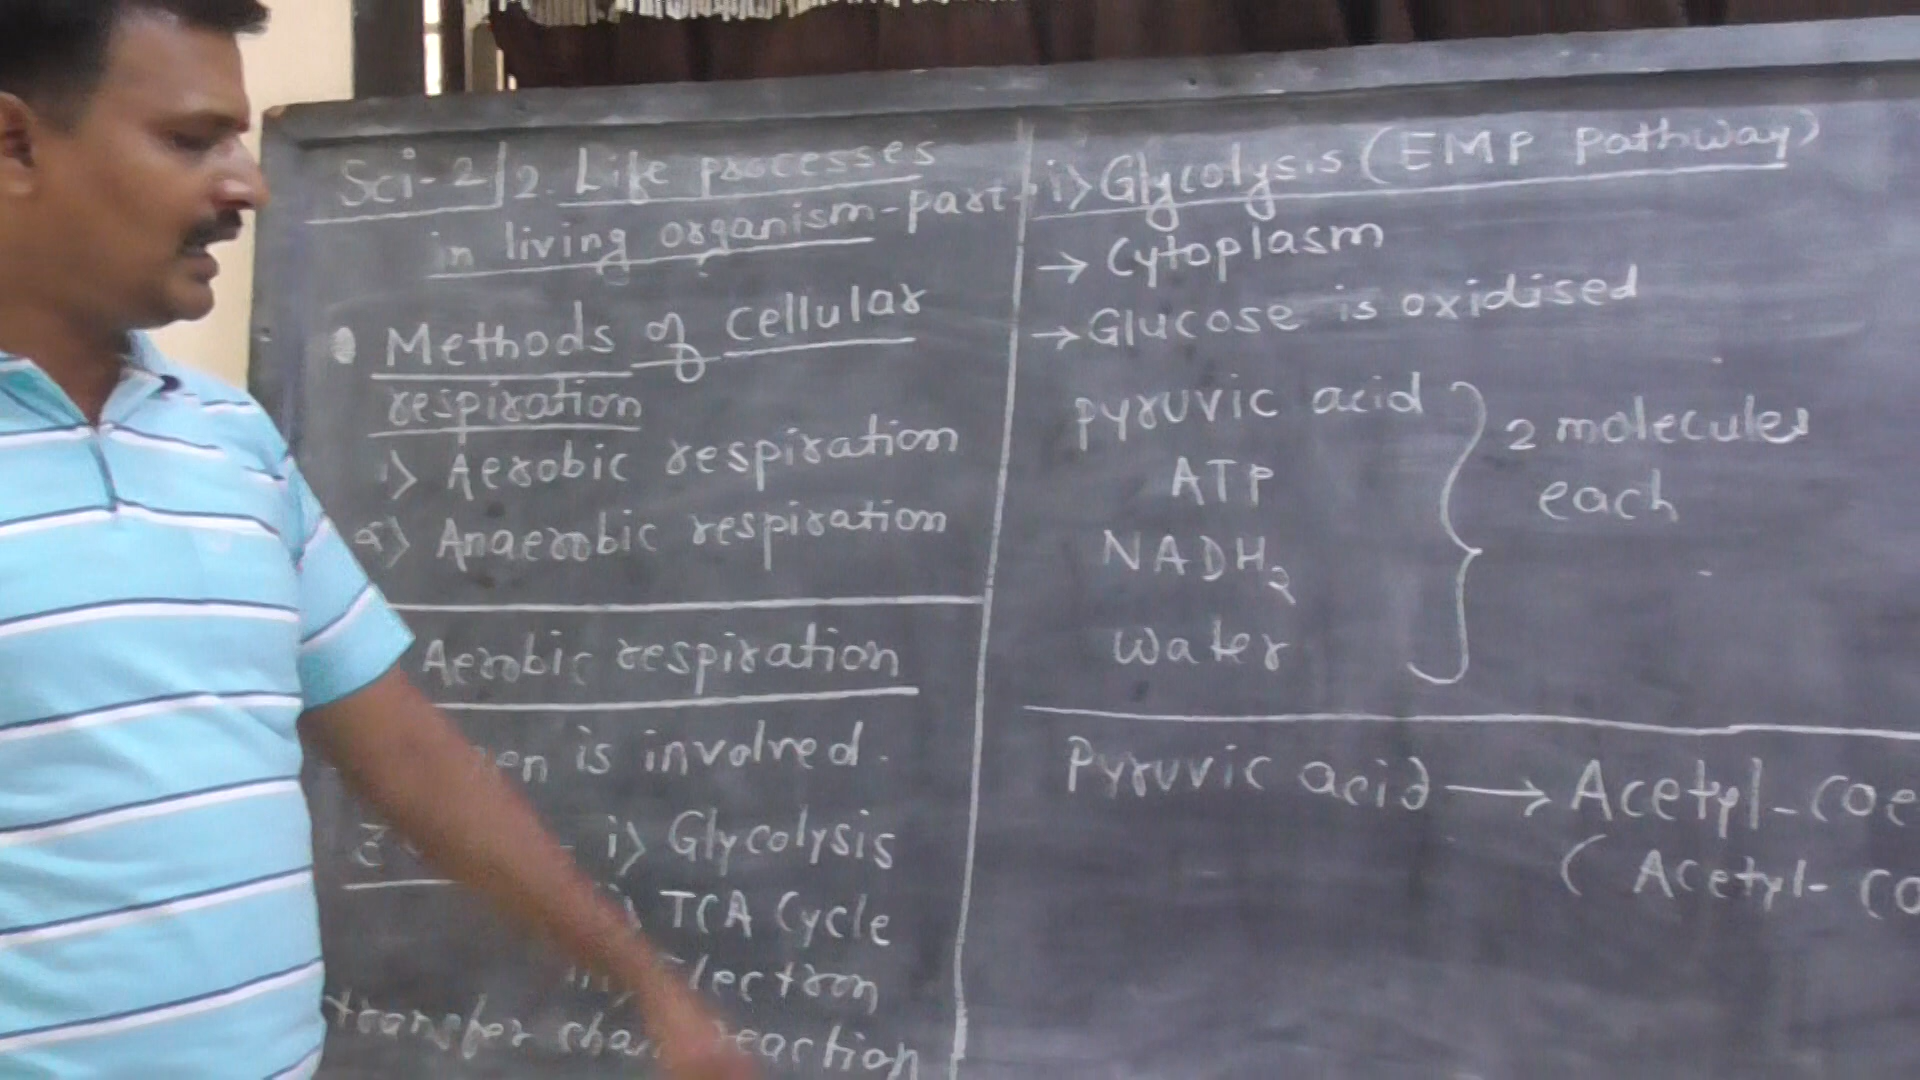 Sci-2/2. Life processes
in living organism-part-
• Methods of cellular
respiration
1) Aerobic respiration
2) Anaerobic respiration
Aerobic respiration
is involved.
i) Glycolysis
TCA Cycle
transfer reaction
i) Glycolysis (EMP pathway)
→ Cytoplasm
→ Glucose is oxidised
pyruvic acid
ATP
NADH₂
water
} 2 molecules
each
Pyruvic acid → Acetyl-coe
( Acetyl- co